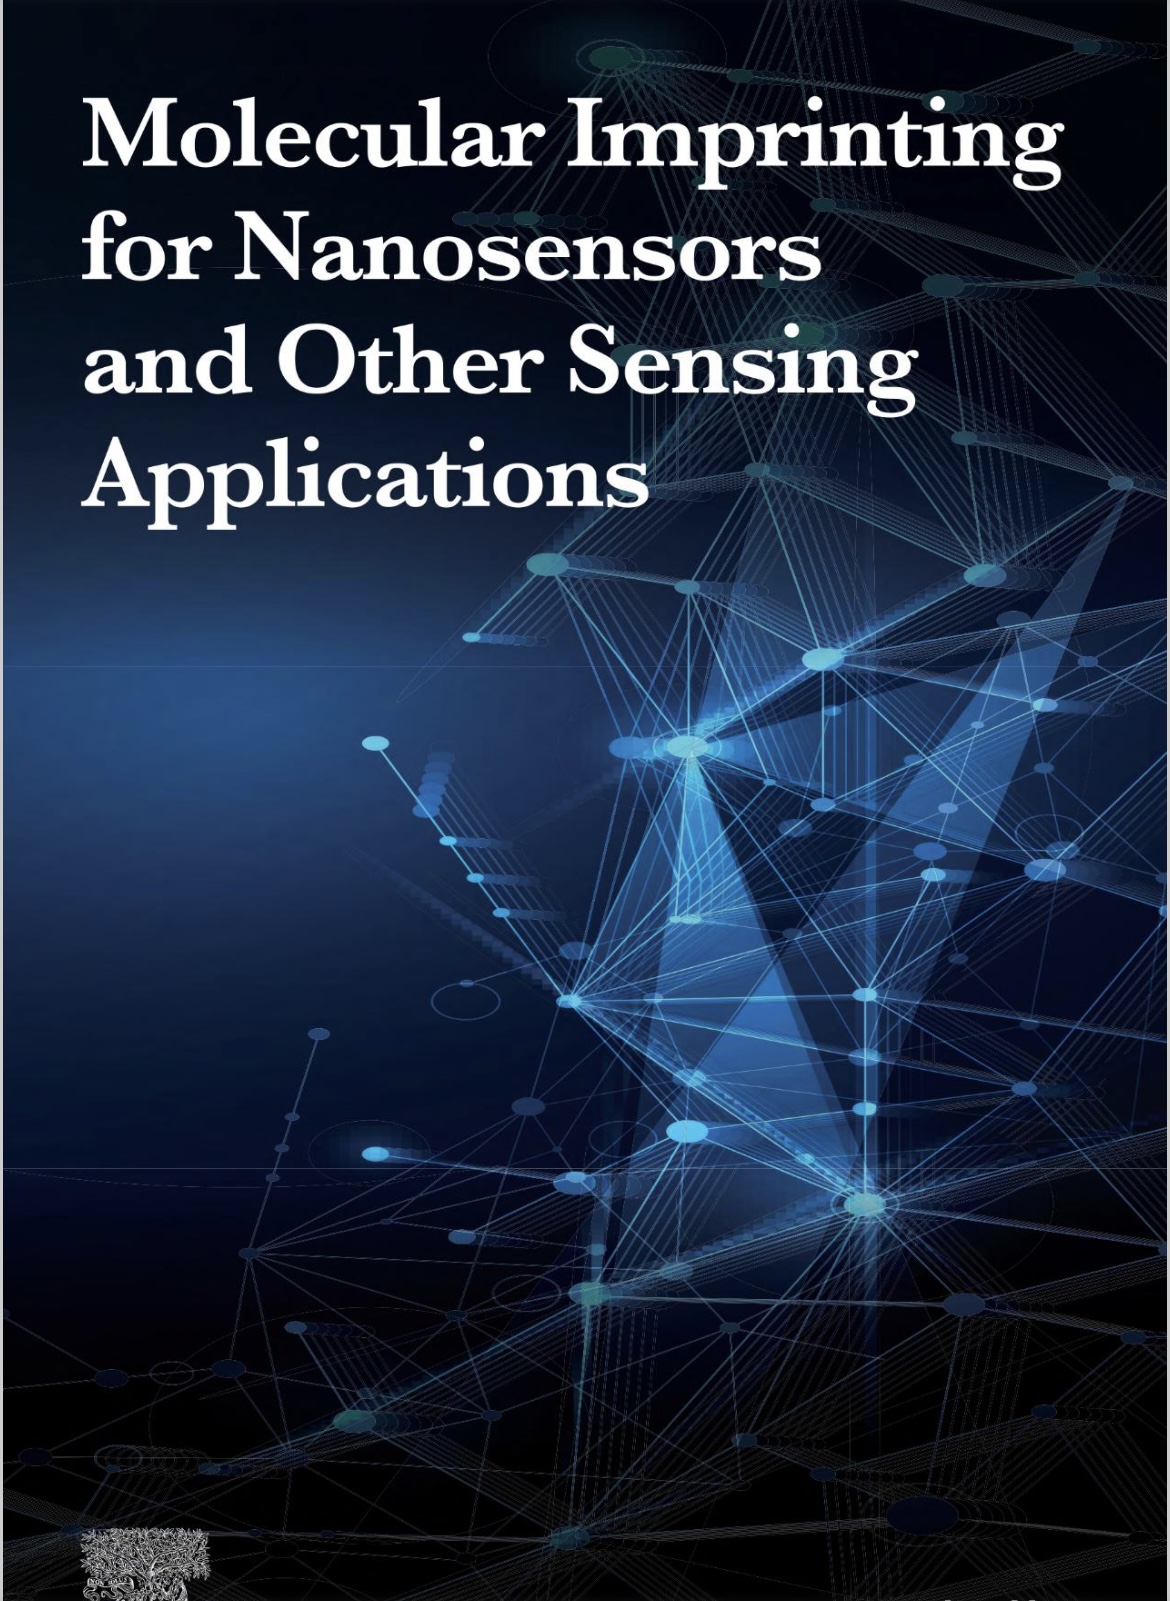 Molecular Imprinting
for Nanosensors
and Other Sensing
Applications